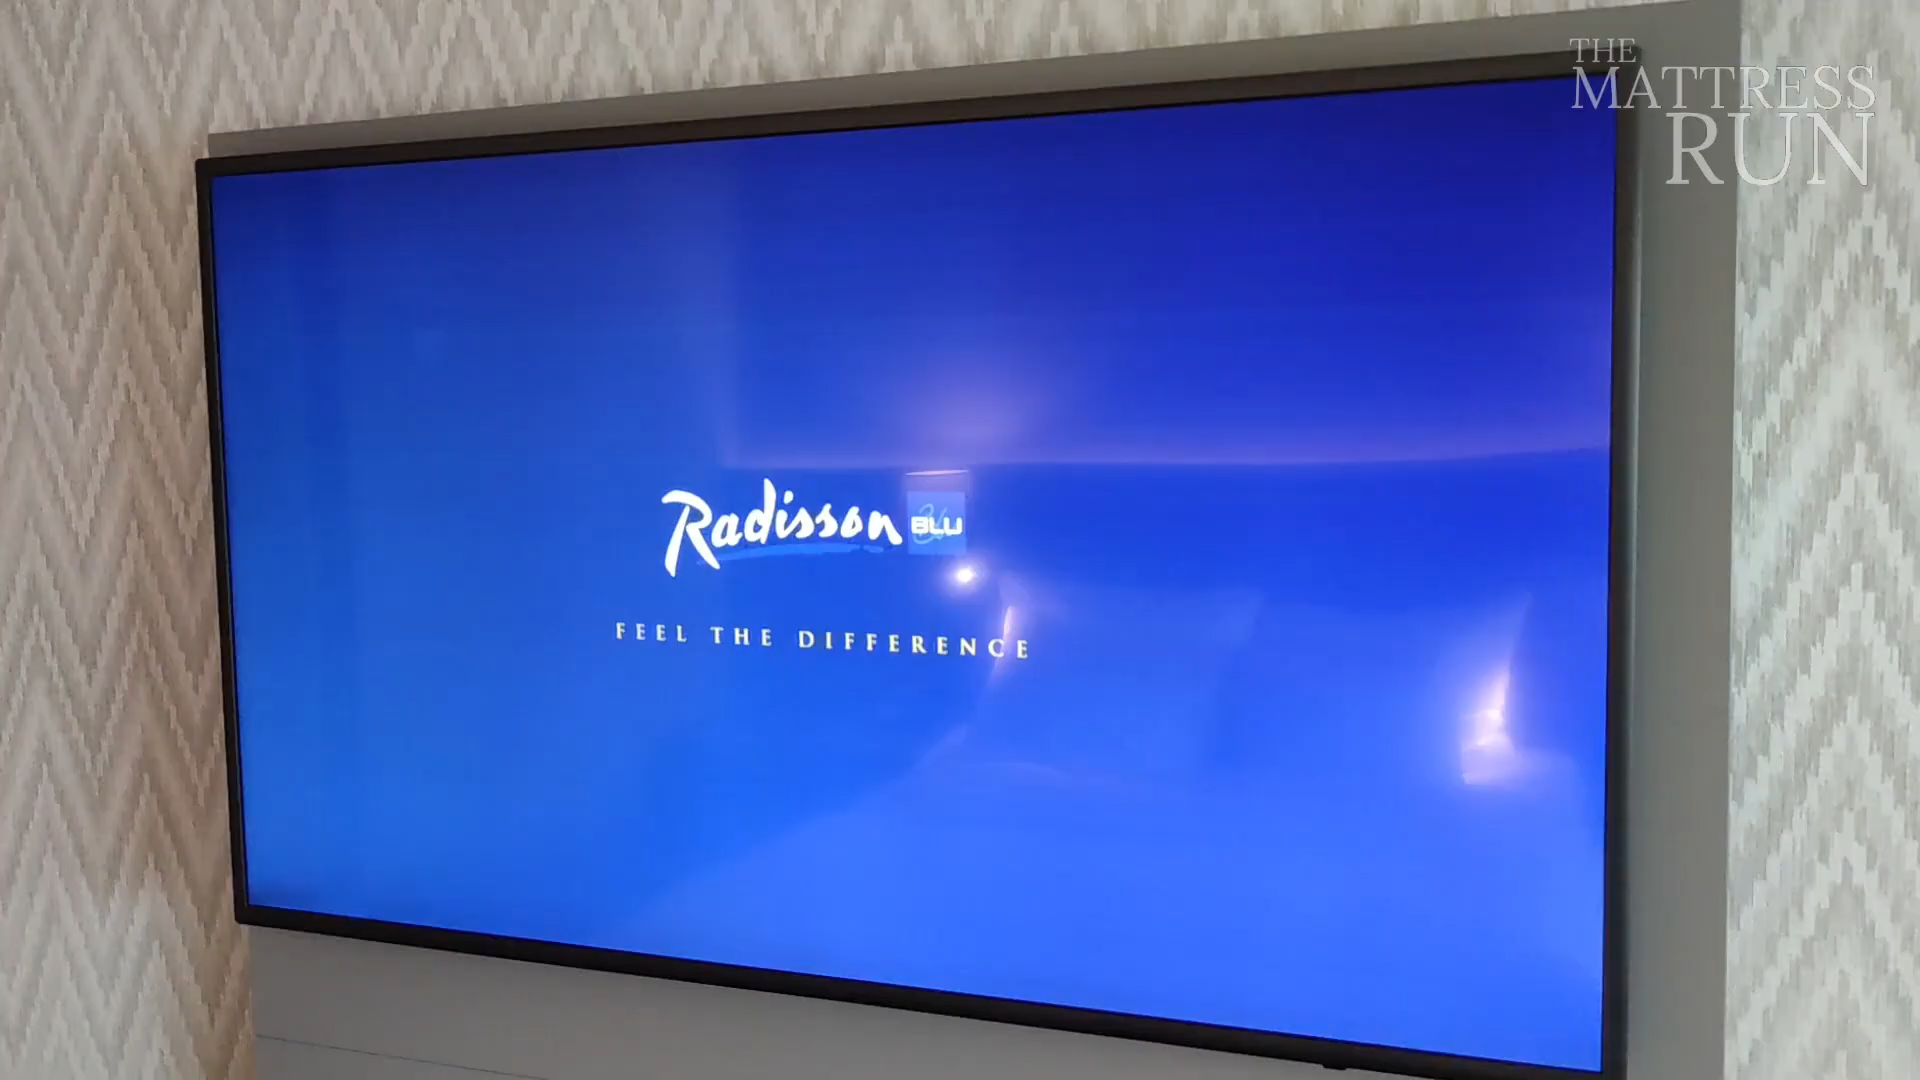 THE
MATTRESS
RUN
Radisson BLU
FEEL THE DIFFERENCE